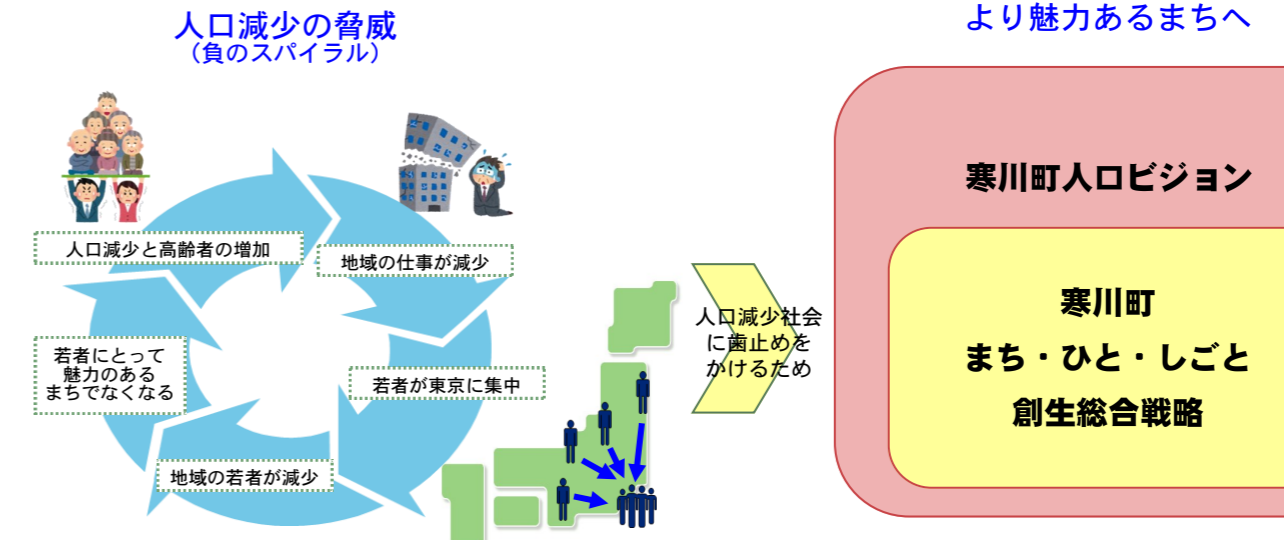 人口減少の脅威
（負のスパイラル）
人口減少と高齢者の増加
地域の仕事が減少
若者が東京に集中
地域の若者が減少
若者にとって
魅力のある
まちでなくなる
人口減少社会
に歯止めを
かけるため
より魅力あるまちへ
寒川町人口ビジョン
寒川町
まち・ひと・しごと
創生総合戦略